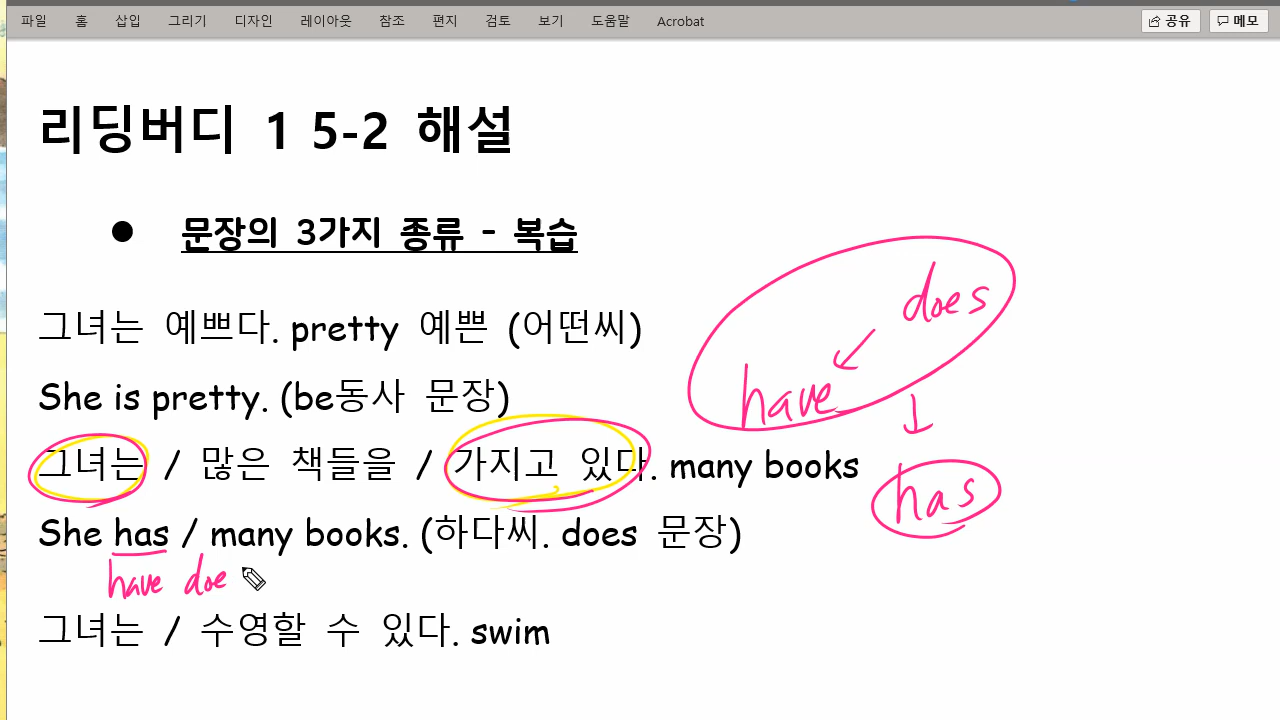 파일 홈 삽입 그리기 디자인 레이아웃 참조 편지 검토 보기 도움말 Acrobat 공유 메모
리딩버디 1 5-2 해설
● 문장의 3가지 종류 - 복습
그녀는 예쁘다. pretty 예쁜 (어떤씨)
She is pretty. (be동사 문장)
그녀는 / 많은 책들을 / 가지고 있다. many books
She has / many books. (하다씨. does 문장)
have doe
그녀는 / 수영할 수 있다. swim
does
have
has